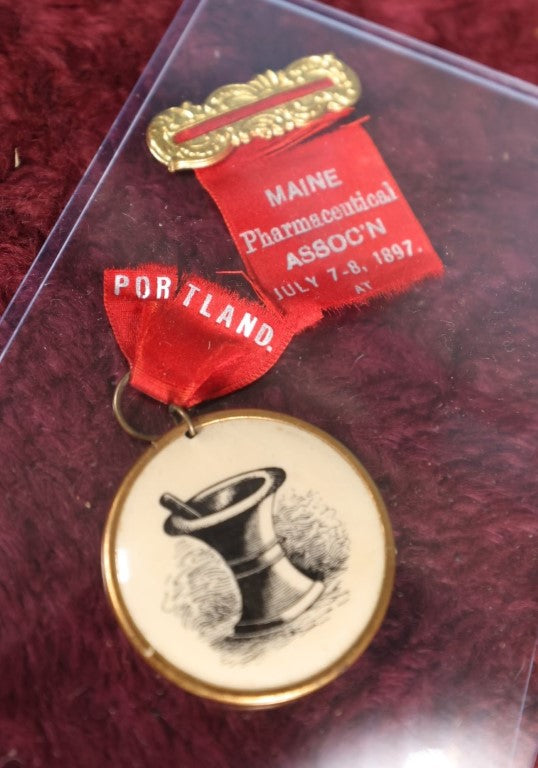 MAINE
Pharmaceutical
ASSOC'N
JULY 7-8, 1897.
AT
PORTLAND.